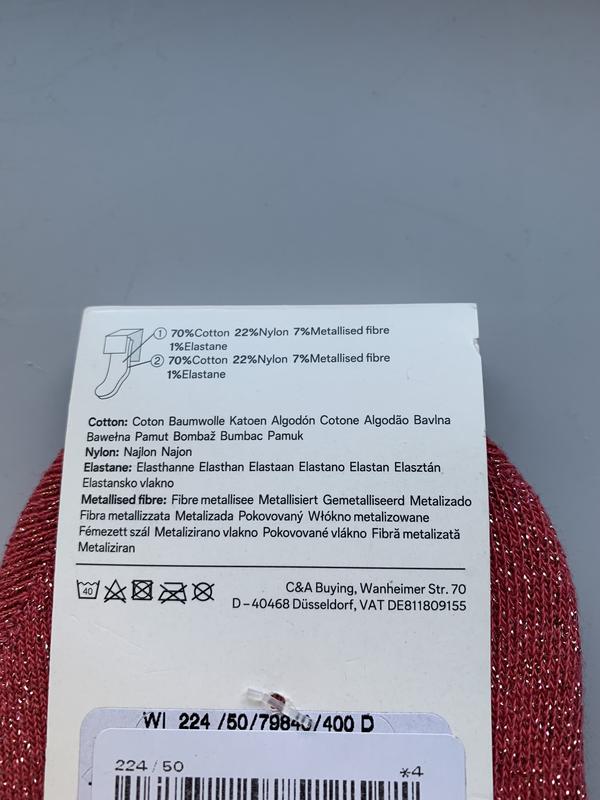 ① 70%Cotton 22%Nylon 7%Metallised fibre
1%Elastane
② 70%Cotton 22%Nylon 7%Metallised fibre
1%Elastane
Cotton: Coton Baumwolle Katoen Algodón Cotone Algodão Bavlna
Bawełna Pamut Bombaž Bumbac Pamuk
Nylon: Najlon Najon
Elastane: Elasthanne Elasthan Elastaan Elastano Elastan Elasztán
Elastansko vlakno
Metallised fibre: Fibre metallisee Metallisiert Gemetalliseerd Metalizado
Fibra metallizzata Metalizada Pokovovaný Włókno metalizowane
Fémezett szál Metalizirano vlakno Pokovované vlákno Fibră metalizată
Metaliziran
40
C&A Buying, Wanheimer Str. 70
D-40468 Düsseldorf, VAT DE811809155
WI 224 /50/79840/400 D
224/50 *4